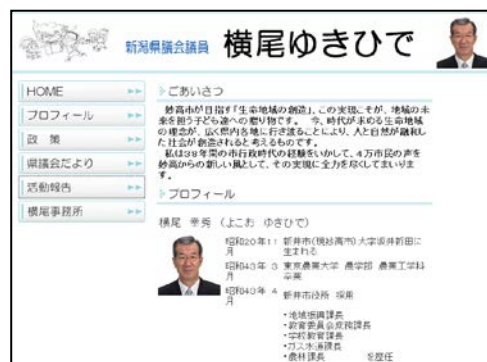 新潟県議会議員 横尾ゆきひで
HOME
プロフィール
政 策
県議会だより
活動報告
横尾事務所
ごあいさつ
妙高市が目指す「生命地域の創造」、この実現こそが、地域の未
来を担う子ども達への贈り物です。 今、時代が求める生命地域
の理念が、広く県内各地に行き渡ることにより、人と自然が融和し
た社会が創造されると考えるものです。
私は38年間の市行政時代の経験をいかして、4万市民の声を
妙高からの新しい風として、その実現に全力を尽くしてまいりま
す。
プロフィール
横尾 幸秀 (よこお ゆきひで)
昭和20年11月 新井市(現妙高市)大字坂井新田に生まれる
昭和43年 3月 東京農業大学 農学部 農業工学科卒業
昭和43年 4月 新井市役所 採用
・地域振興課長
・教育委員会庶務課長
・学校教育課長
・ガス水道課長
・農林課長 を歴任